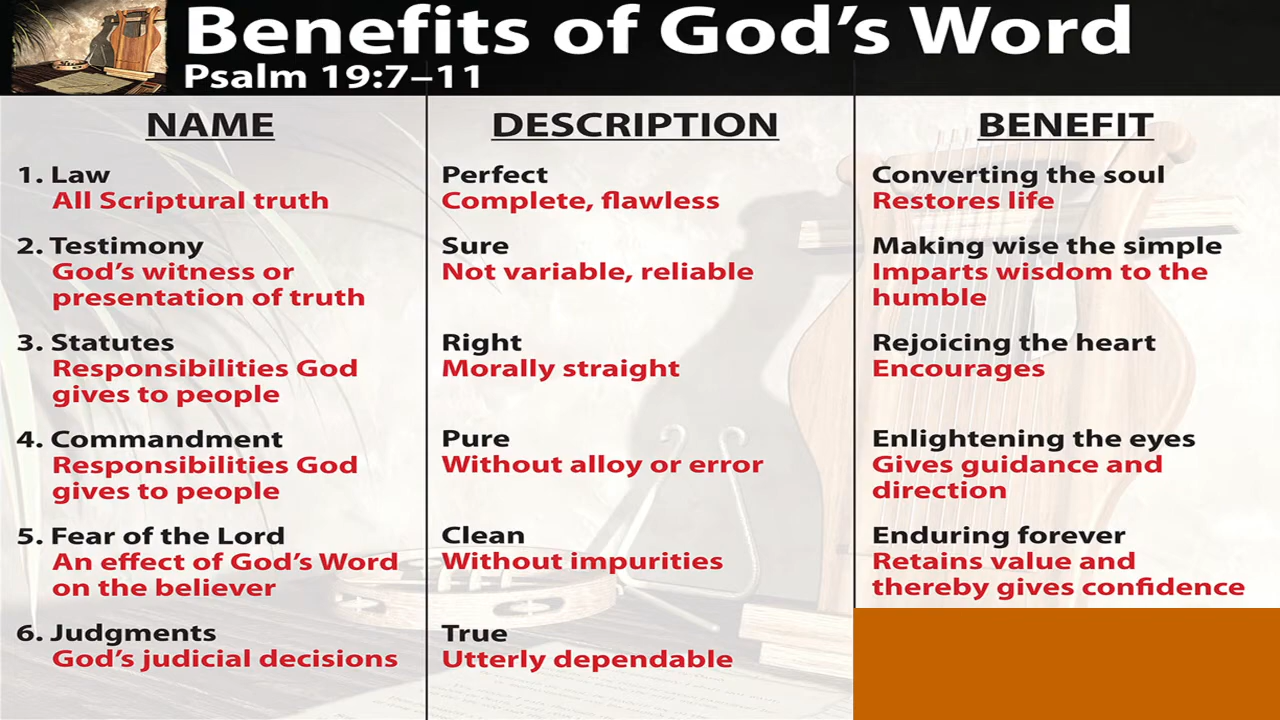 Benefits of God's Word
Psalm 19:7–11
NAME
DESCRIPTION
BENEFIT
1. Law
All Scriptural truth
Perfect
Complete, flawless
Converting the soul
Restores life
2. Testimony
God's witness or
presentation of truth
Sure
Not variable, reliable
Making wise the simple
Imparts wisdom to the
humble
3. Statutes
Responsibilities God
gives to people
Right
Morally straight
Rejoicing the heart
Encourages
4. Commandment
Responsibilities God
gives to people
Pure
Without alloy or error
Enlightening the eyes
Gives guidance and
direction
5. Fear of the Lord
An effect of God's Word
on the believer
Clean
Without impurities
Enduring forever
Retains value and
thereby gives confidence
6. Judgments
God's judicial decisions
True
Utterly dependable